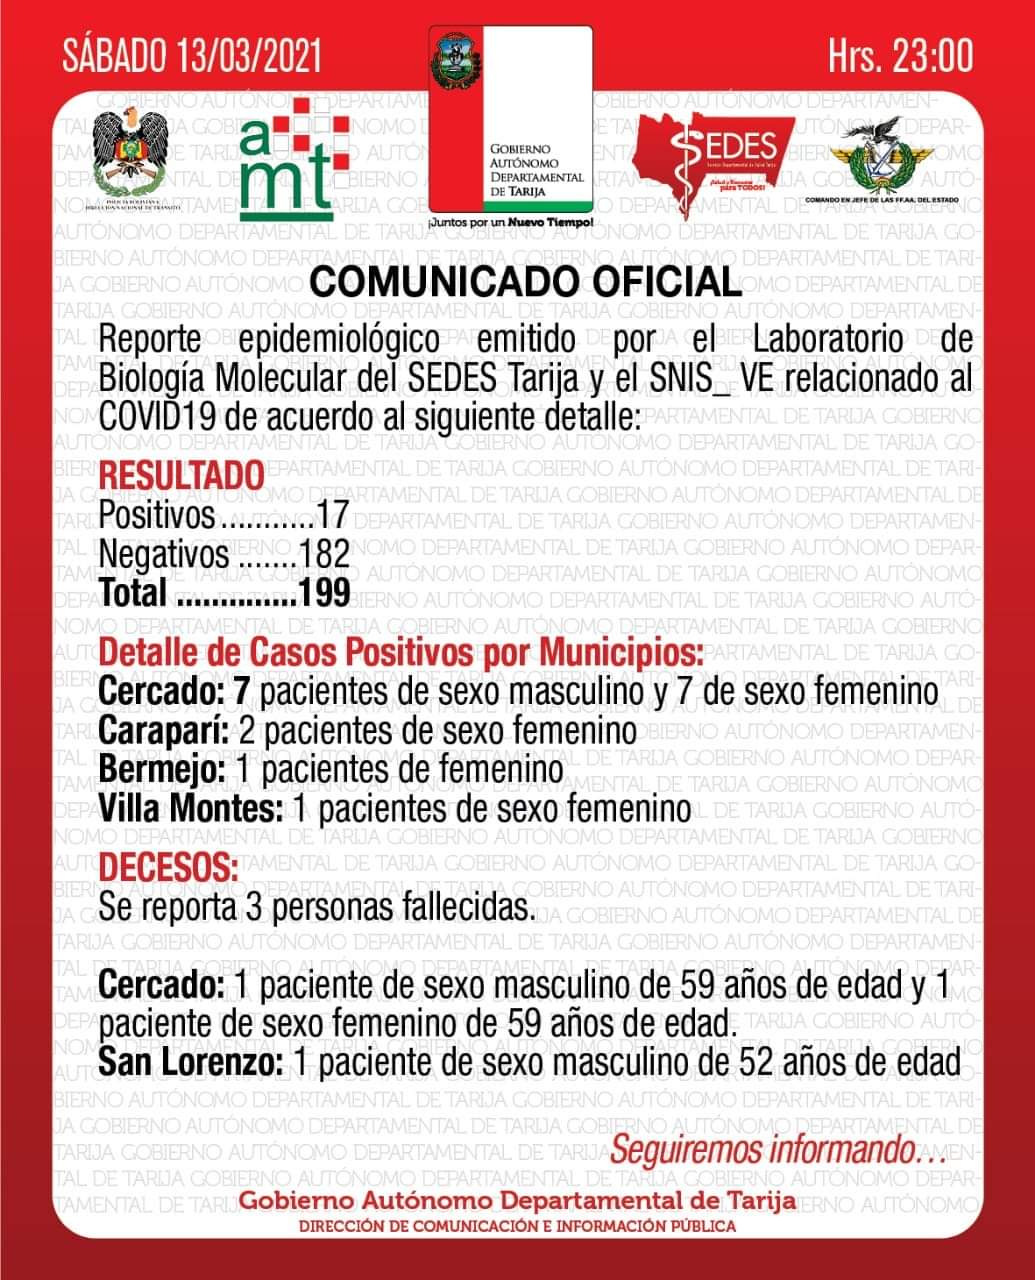 SÁBADO 13/03/2021
Hrs. 23:00
POLICÍA BOLIVIANA
DIRECCIÓN NACIONAL DE TRÁNSITO
amt
GOBIERNO
AUTÓNOMO
DEPARTAMENTAL
DE TARIJA
¡Juntos por un Nuevo Tiempo!
SEDES
Servicio Departamental de Salud Tarija
¡Salud y Bienestar
para TODOS!
COMANDO EN JEFE DE LAS FF.AA. DEL ESTADO
COMUNICADO OFICIAL
Reporte epidemiológico emitido por el Laboratorio de
Biología Molecular del SEDES Tarija y el SNIS_ VE relacionado al
COVID19 de acuerdo al siguiente detalle:
RESULTADO
Positivos...........17
Negativos .......182
Total ..............199
Detalle de Casos Positivos por Municipios:
Cercado: 7 pacientes de sexo masculino y 7 de sexo femenino
Caraparí: 2 pacientes de sexo femenino
Bermejo: 1 pacientes de femenino
Villa Montes: 1 pacientes de sexo femenino
DECESOS:
Se reporta 3 personas fallecidas.
Cercado: 1 paciente de sexo masculino de 59 años de edad y 1
paciente de sexo femenino de 59 años de edad.
San Lorenzo: 1 paciente de sexo masculino de 52 años de edad
Seguiremos informando...
Gobierno Autónomo Departamental de Tarija
DIRECCIÓN DE COMUNICACIÓN E INFORMACIÓN PÚBLICA